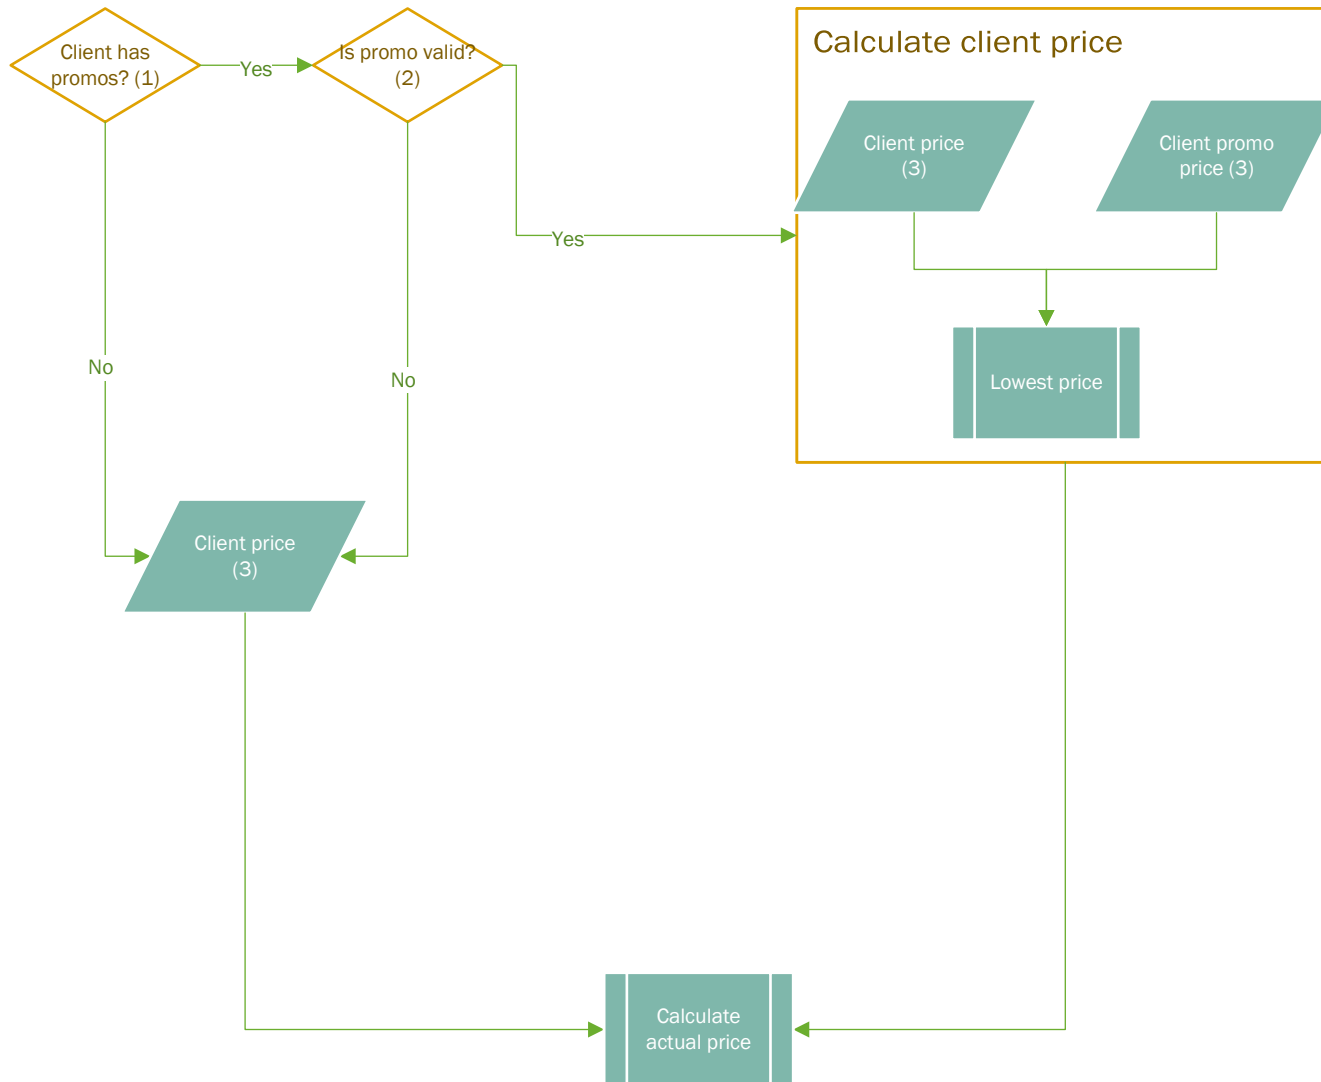 Client has
promos? (1)
Yes
Is promo valid?
(2)
Calculate client price
Client price
(3)
Client promo
price (3)
Yes
No
No
Lowest price
Client price
(3)
Calculate
actual price